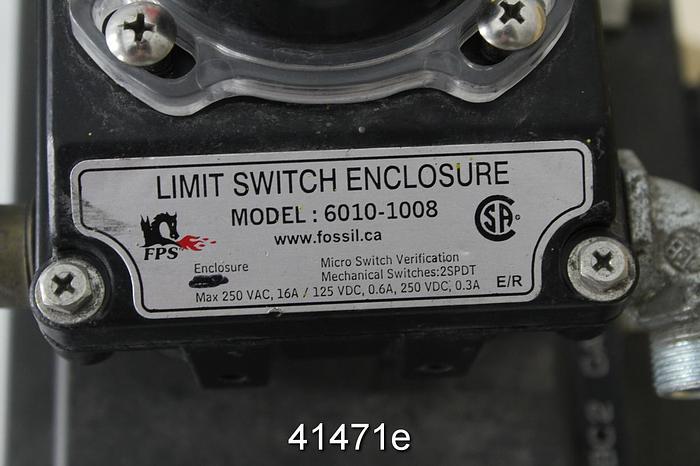 LIMIT SWITCH ENCLOSURE
MODEL : 6010-1008
www.fossil.ca
FPS
CSA
Enclosure
Micro Switch Verification
Mechanical Switches:2SPDT
Max 250 VAC, 16A / 125 VDC, 0.6A, 250 VDC, 0.3A
E/R
41471e